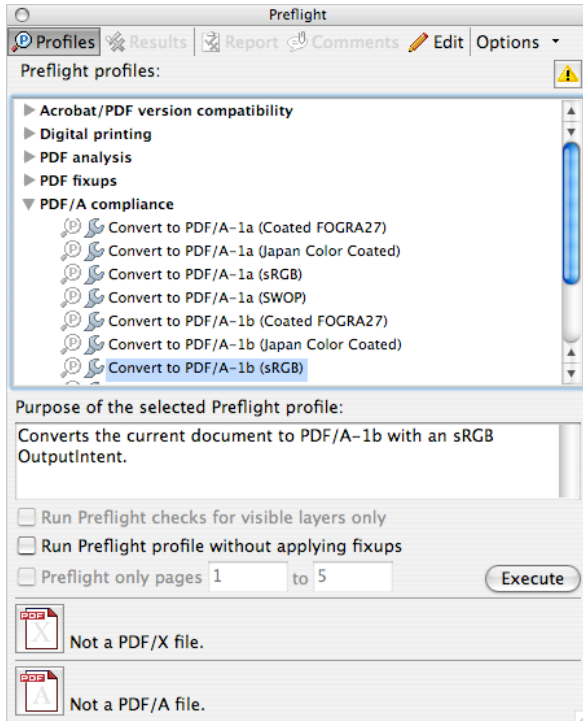 Preflight
Profiles Results Report Comments Edit Options
Preflight profiles:
Acrobat/PDF version compatibility
Digital printing
PDF analysis
PDF fixups
PDF/A compliance
Convert to PDF/A-1a (Coated FOGRA27)
Convert to PDF/A-1a (Japan Color Coated)
Convert to PDF/A-1a (sRGB)
Convert to PDF/A-1a (SWOP)
Convert to PDF/A-1b (Coated FOGRA27)
Convert to PDF/A-1b (Japan Color Coated)
Convert to PDF/A-1b (sRGB)
Purpose of the selected Preflight profile:
Converts the current document to PDF/A-1b with an sRGB
OutputIntent.
Run Preflight checks for visible layers only
Run Preflight profile without applying fixups
Preflight only pages 1 to 5 Execute
PDF X Not a PDF/X file.
PDF A Not a PDF/A file.